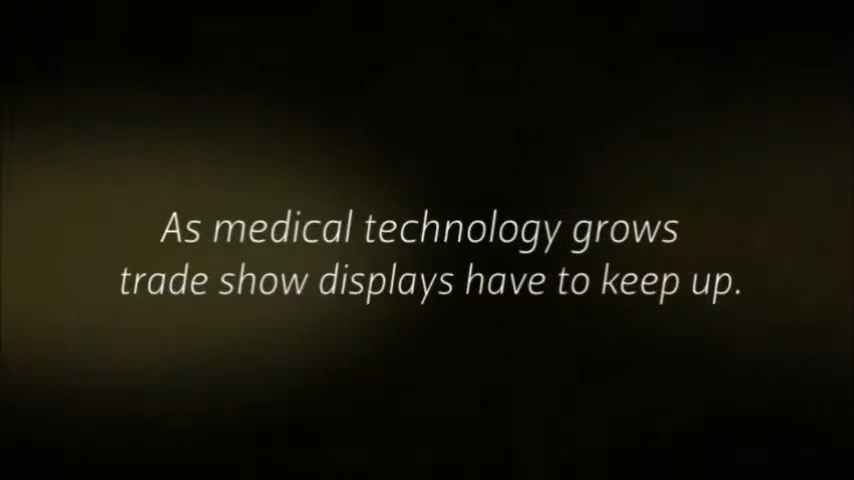 As medical technology grows
trade show displays have to keep up.